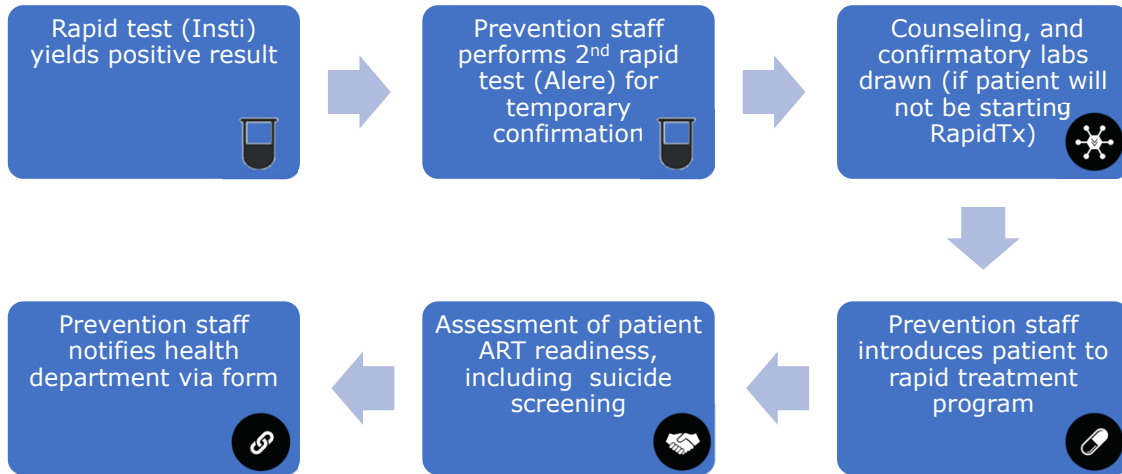 Rapid test (Insti)
yields positive result
Prevention staff
performs 2nd rapid
test (Alere) for
temporary
confirmation
Counseling, and
confirmatory labs
drawn (if patient will
not be starting
RapidTx)
Prevention staff
introduces patient to
rapid treatment
program
Assessment of patient
ART readiness,
including suicide
screening
Prevention staff
notifies health
department via form